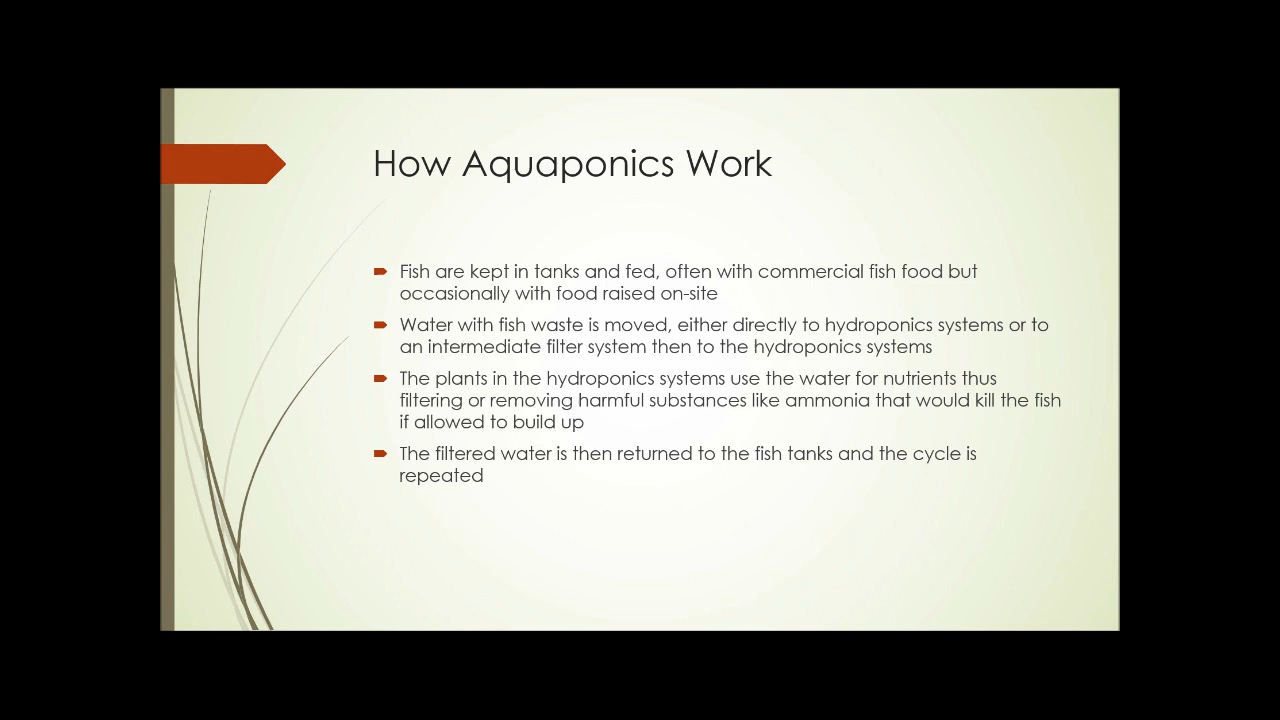 How Aquaponics Work
Fish are kept in tanks and fed, often with commercial fish food but
occasionally with food raised on-site
Water with fish waste is moved, either directly to hydroponics systems or to
an intermediate filter system then to the hydroponics systems
The plants in the hydroponics systems use the water for nutrients thus
filtering or removing harmful substances like ammonia that would kill the fish
if allowed to build up
The filtered water is then returned to the fish tanks and the cycle is
repeated